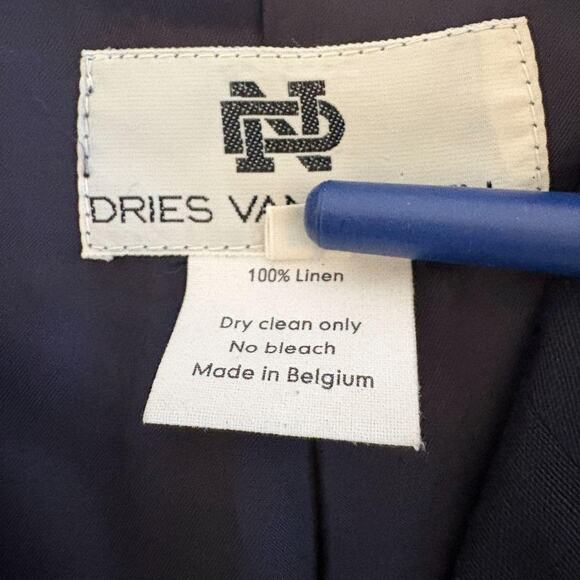 DRIES VAN
100% Linen
Dry clean only
No bleach
Made in Belgium